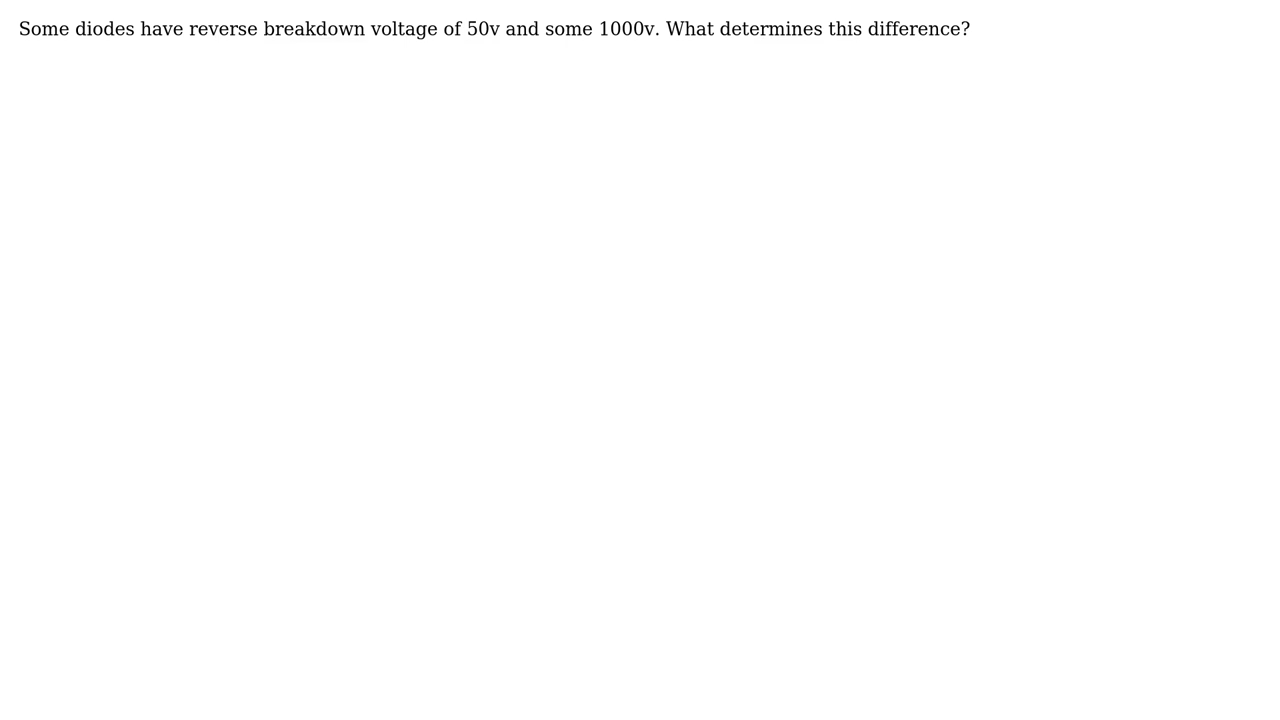 Some diodes have reverse breakdown voltage of 50v and some 1000v. What determines this difference?